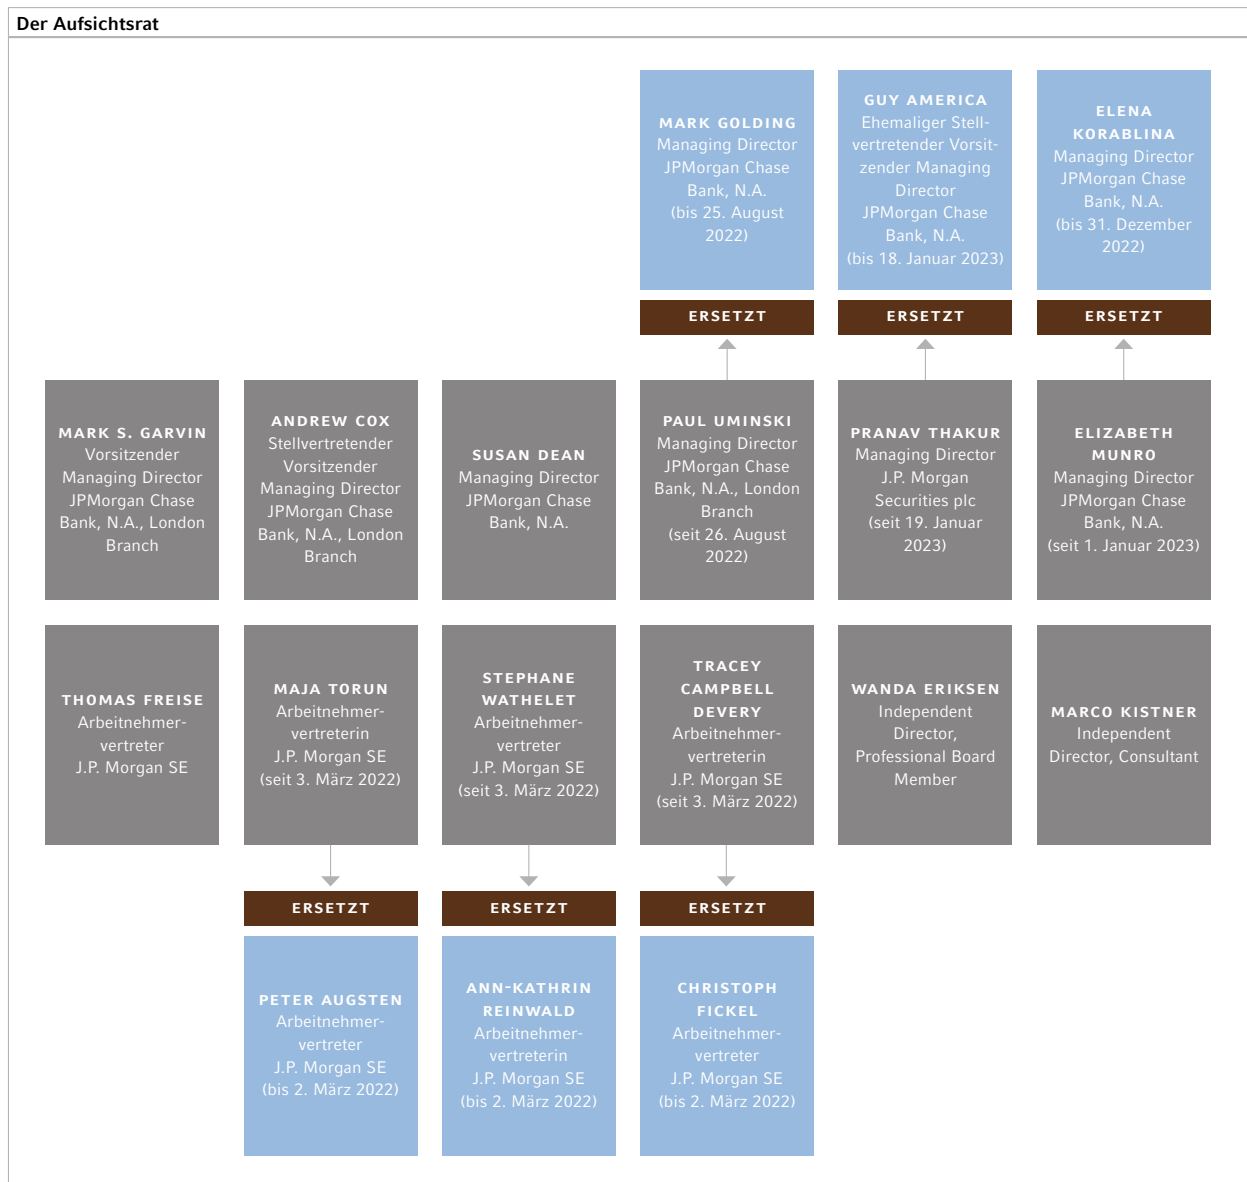 Der Aufsichtsrat
MARK GOLDING
Managing Director
JPMorgan Chase
Bank, N.A.
(bis 25. August
2022)
GUY AMERICA
Ehemaliger Stell-
vertretender Vorsit-
zender Managing
Director
JPMorgan Chase
Bank, N.A.
(bis 18. Januar 2023)
ELENA
KORABLINA
Managing Director
JPMorgan Chase
Bank, N.A.
(bis 31. Dezember
2022)
ERSETZT
ERSETZT
ERSETZT
MARK S. GARVIN
Vorsitzender
Managing Director
JPMorgan Chase
Bank, N.A., London
Branch
ANDREW COX
Stellvertretender
Vorsitzender
Managing Director
JPMorgan Chase
Bank, N.A., London
Branch
SUSAN DEAN
Managing Director
JPMorgan Chase
Bank, N.A.
PAUL UMINSKI
Managing Director
JPMorgan Chase
Bank, N.A., London
Branch
(seit 26. August
2022)
PRANAV THAKUR
Managing Director
J.P. Morgan
Securities plc
(seit 19. Januar
2023)
ELIZABETH
MUNRO
Managing Director
JPMorgan Chase
Bank, N.A.
(seit 1. Januar 2023)
THOMAS FREISE
Arbeitnehmer-
vertreter
J.P. Morgan SE
MAJA TORUN
Arbeitnehmer-
vertreterin
J.P. Morgan SE
(seit 3. März 2022)
STEPHANE
WATHELET
Arbeitnehmer-
vertreter
J.P. Morgan SE
(seit 3. März 2022)
TRACEY
CAMPBELL
DEVERY
Arbeitnehmer-
vertreterin
J.P. Morgan SE
(seit 3. März 2022)
WANDA ERIKSEN
Independent
Director,
Professional Board
Member
MARCO KISTNER
Independent
Director, Consultant
ERSETZT
ERSETZT
ERSETZT
PETER AUGSTEN
Arbeitnehmer-
vertreter
J.P. Morgan SE
(bis 2. März 2022)
ANN-KATHRIN
REINWALD
Arbeitnehmer-
vertreterin
J.P. Morgan SE
(bis 2. März 2022)
CHRISTOPH
FICKEL
Arbeitnehmer-
vertreter
J.P. Morgan SE
(bis 2. März 2022)